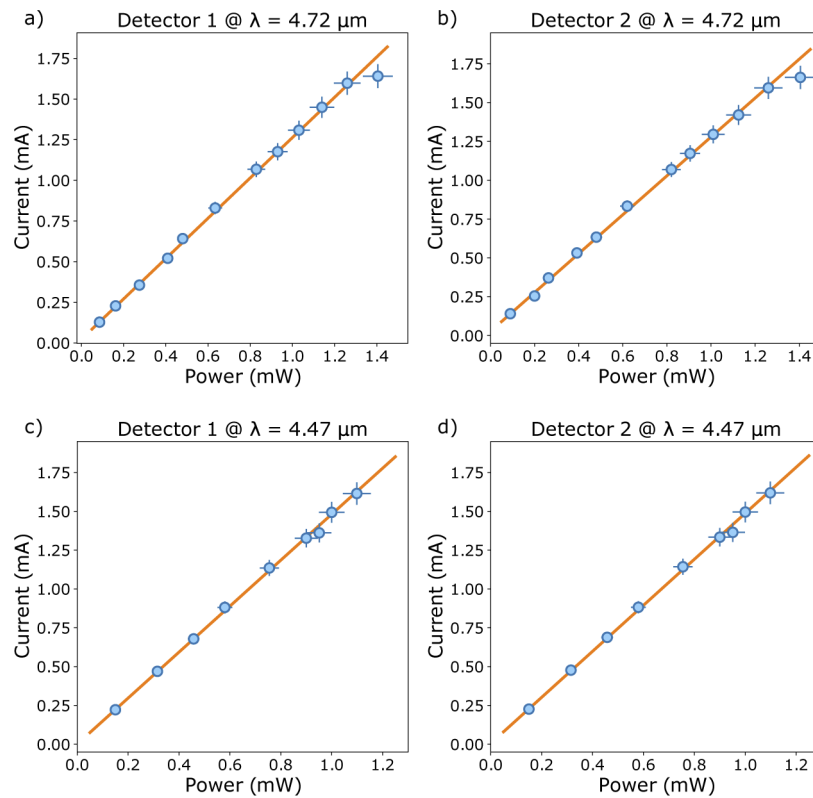 a) Detector 1 @ λ = 4.72 μm
1.75
1.50
1.25
1.00
0.75
0.50
0.25
0.00
Current (mA)
0.0 0.2 0.4 0.6 0.8 1.0 1.2 1.4
Power (mW)
b) Detector 2 @ λ = 4.72 μm
1.75
1.50
1.25
1.00
0.75
0.50
0.25
0.00
Current (mA)
0.0 0.2 0.4 0.6 0.8 1.0 1.2 1.4
Power (mW)
c) Detector 1 @ λ = 4.47 μm
1.75
1.50
1.25
1.00
0.75
0.50
0.25
0.00
Current (mA)
0.0 0.2 0.4 0.6 0.8 1.0 1.2
Power (mW)
d) Detector 2 @ λ = 4.47 μm
1.75
1.50
1.25
1.00
0.75
0.50
0.25
0.00
Current (mA)
0.0 0.2 0.4 0.6 0.8 1.0 1.2
Power (mW)